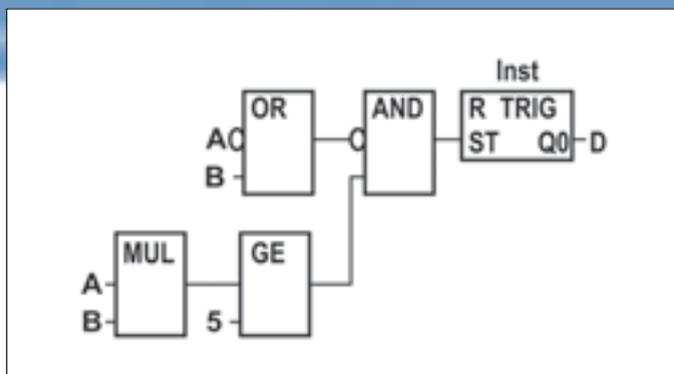 Inst
OR AND R TRIG
A ST Q0 D
B
MUL GE
A
B 5